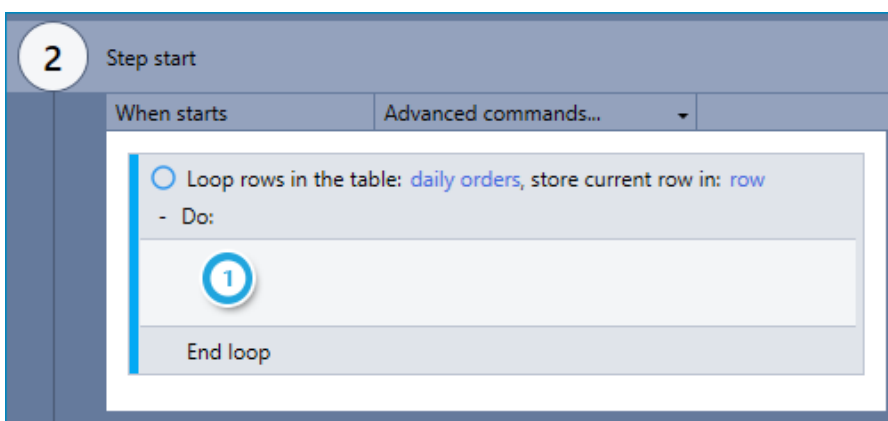 2 Step start
When starts Advanced commands...
Loop rows in the table: daily orders, store current row in: row
- Do:
1
End loop